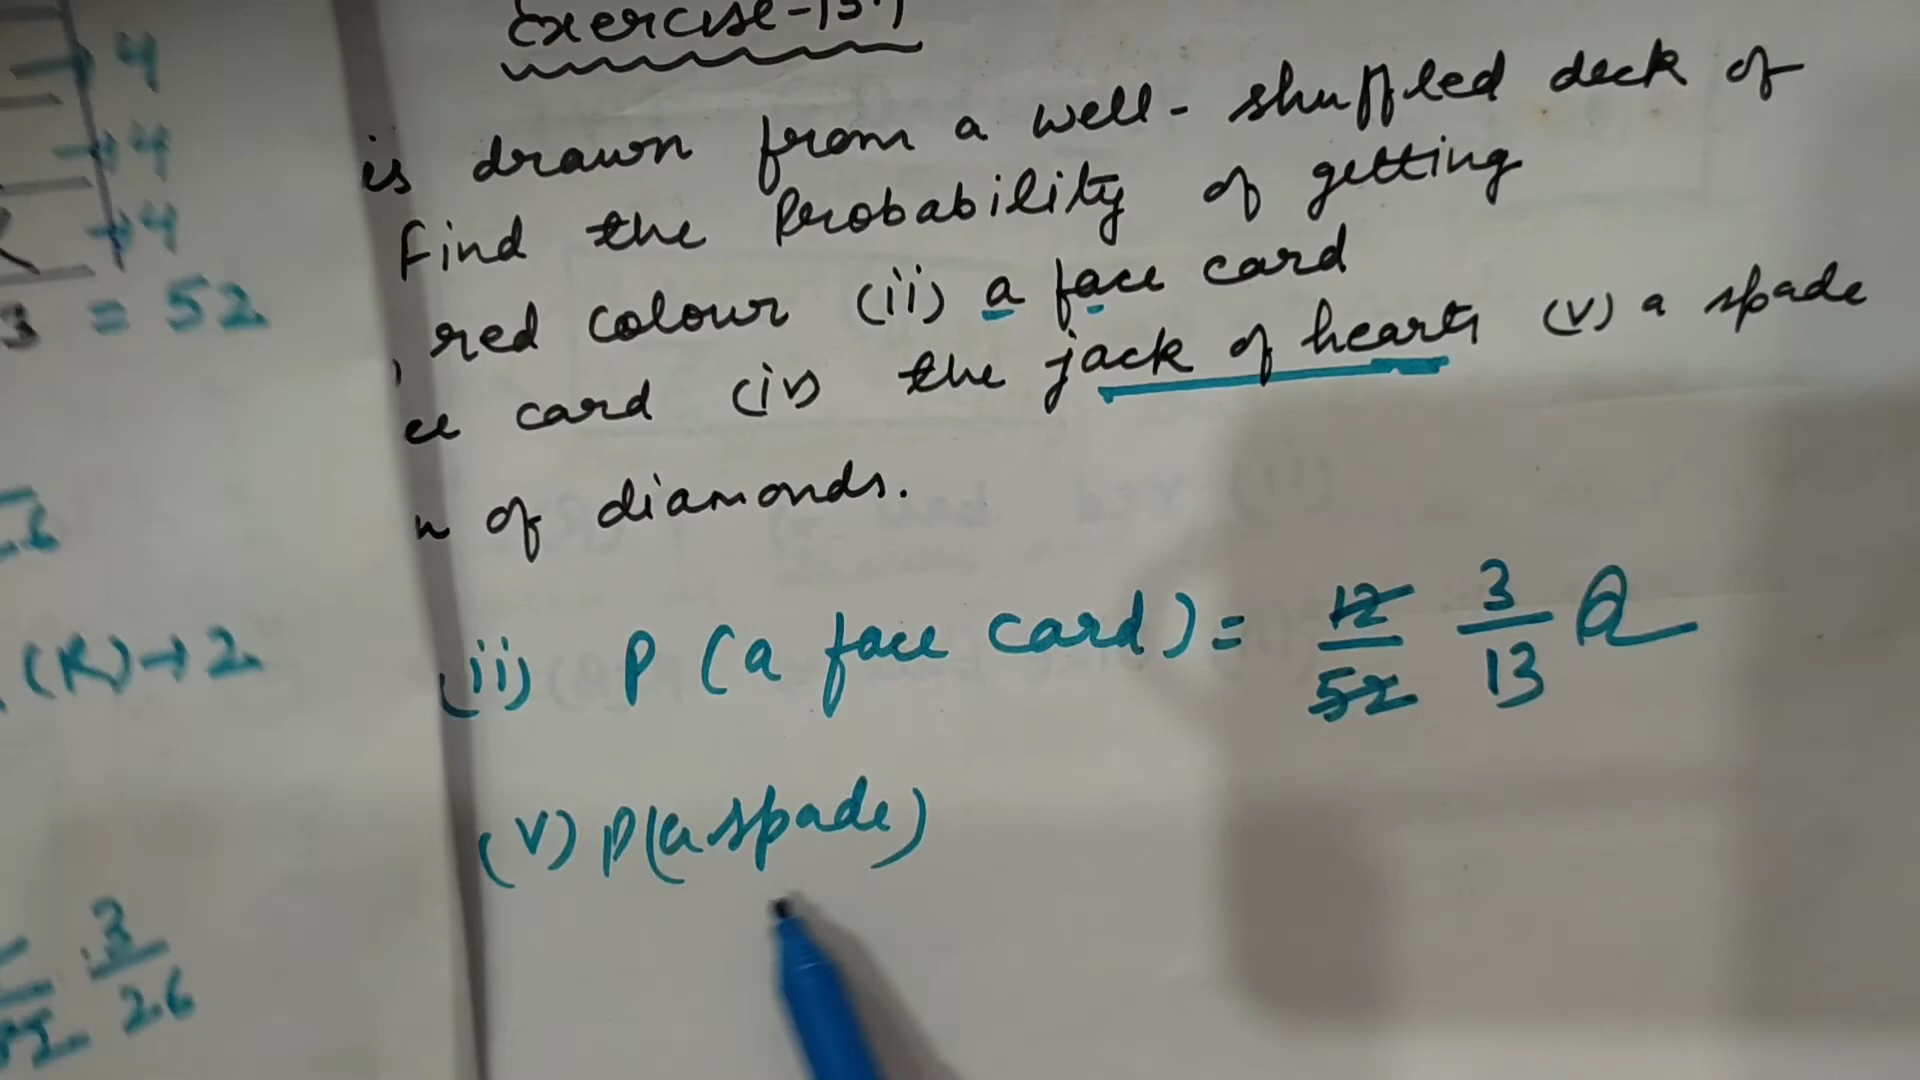 Exercise-15.1
is drawn from a well-shuffled deck of
Find the Probability of getting
red colour (ii) a face card
ce card (iv) the jack of hearts (v) a spade
n of diamonds.
(ii) P (a face card) = 12/52 3/13 A
(v) P(a spade)
→ 4
→ 4
→ 4
3 = 52
(K) → 2
3/26